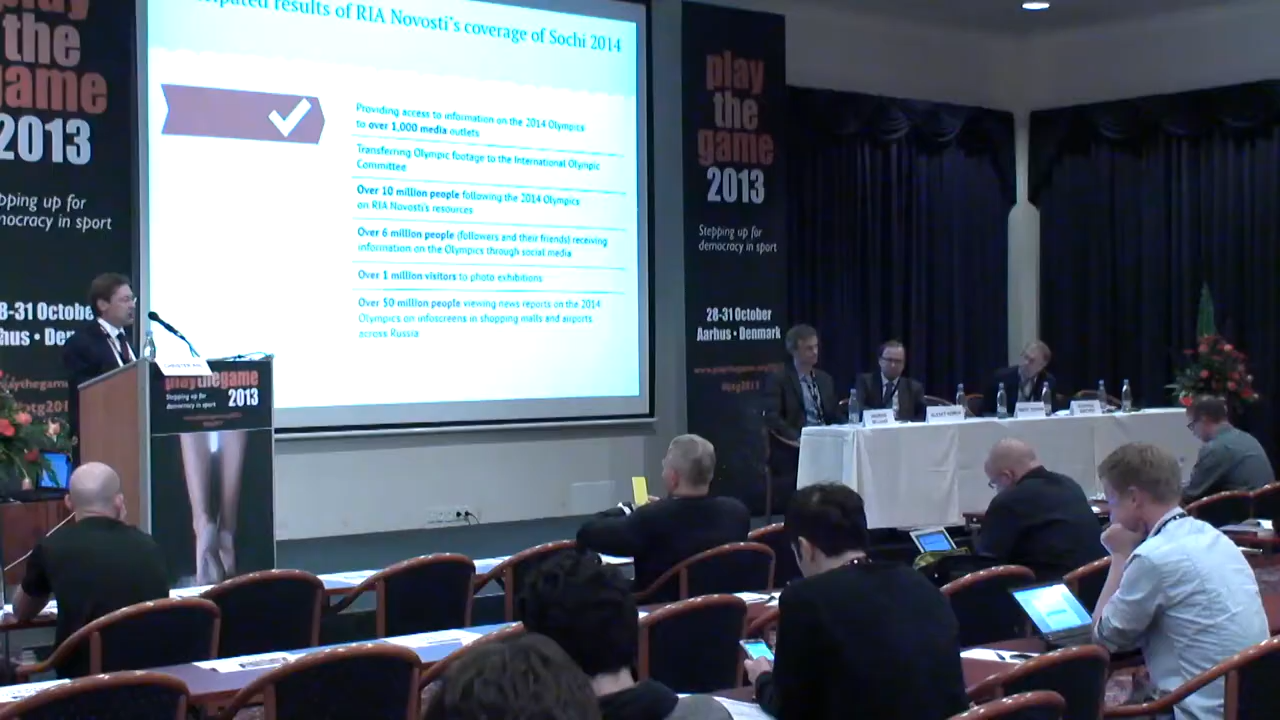 play
the
game
2013
pping up for
mocracy in sport
8-31 October
hus • Den
results of RIA Novosti's coverage of Sochi 2014
Providing access to information on the 2014 Olympics
to over 1,000 media outlets
Transferring Olympic footage to the International Olympic
Committee
Over 10 million people following the 2014 Olympics
on RIA Novosti's resources
Over 6 million people (followers and their friends) receiving
information on the Olympics through social media
Over 1 million visitors to photo exhibitions
Over 50 million people viewing news reports on the 2014
Olympics on infoscreens in shopping malls and airports
across Russia
play
the
game
2013
Stepping up for
democracy in sport
28-31 October
Aarhus • Denmark
playthegame
2013
Stepping up for
democracy in sport